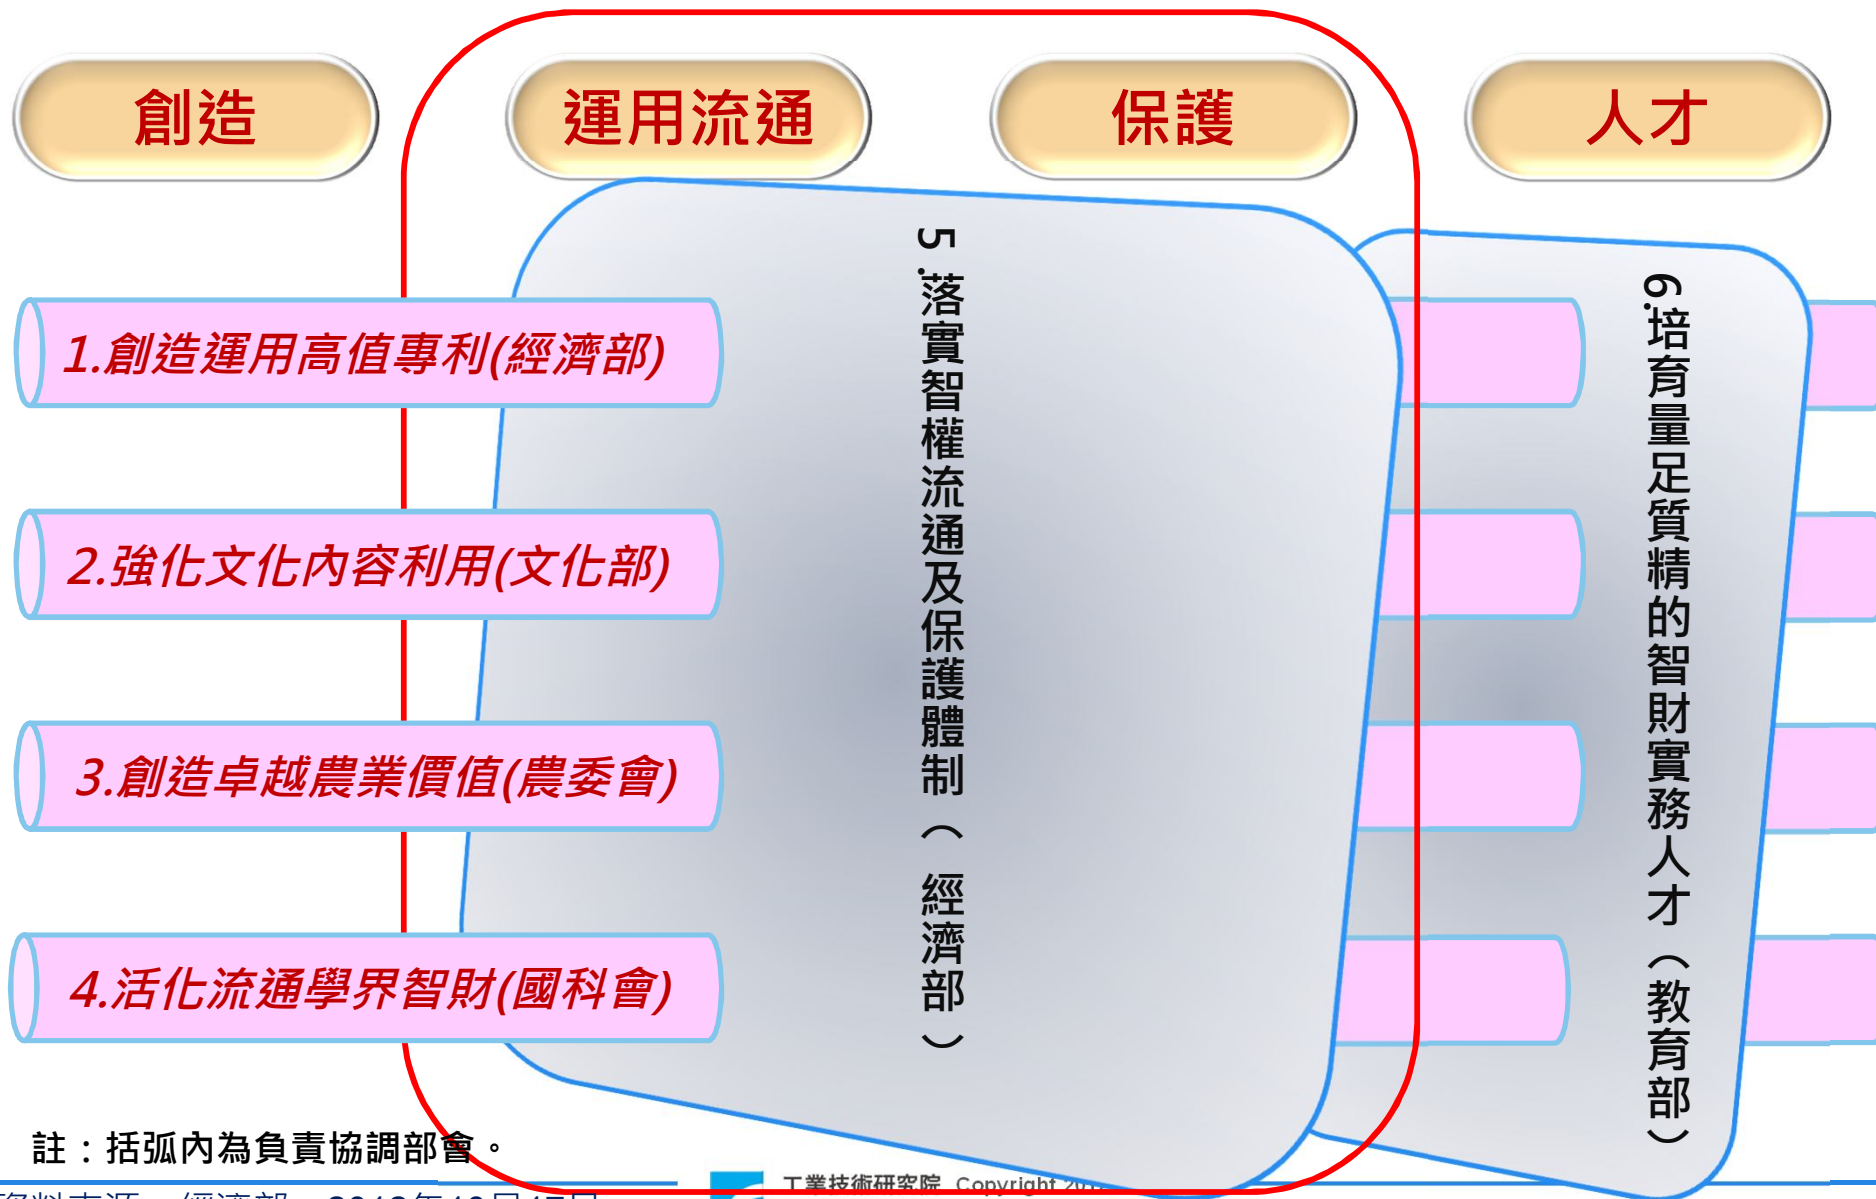 創造
運用流通
保護
人才
1.創造運用高值專利(經濟部)
2.強化文化內容利用(文化部)
3.創造卓越農業價值(農委會)
4.活化流通學界智財(國科會)
5.落實智權流通及保護體制（經濟部）
6.培育量足質精的智財實務人才（教育部）
註：括弧內為負責協調部會。
工業技術研究院 Copyright